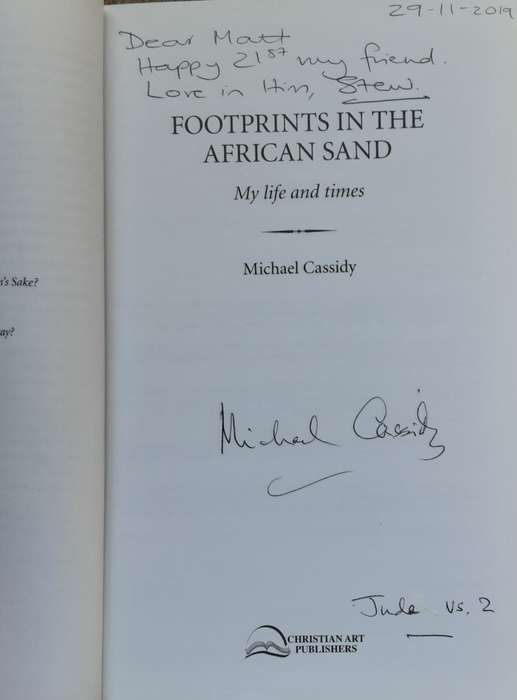 29-11-2019
Dear Matt
Happy 21st my friend.
Love in Him, Stew.
FOOTPRINTS IN THE
AFRICAN SAND
My life and times
Michael Cassidy
's Sake?
ay?
Michael Cassidy
Jude vs. 2
CHRISTIAN ART
PUBLISHERS